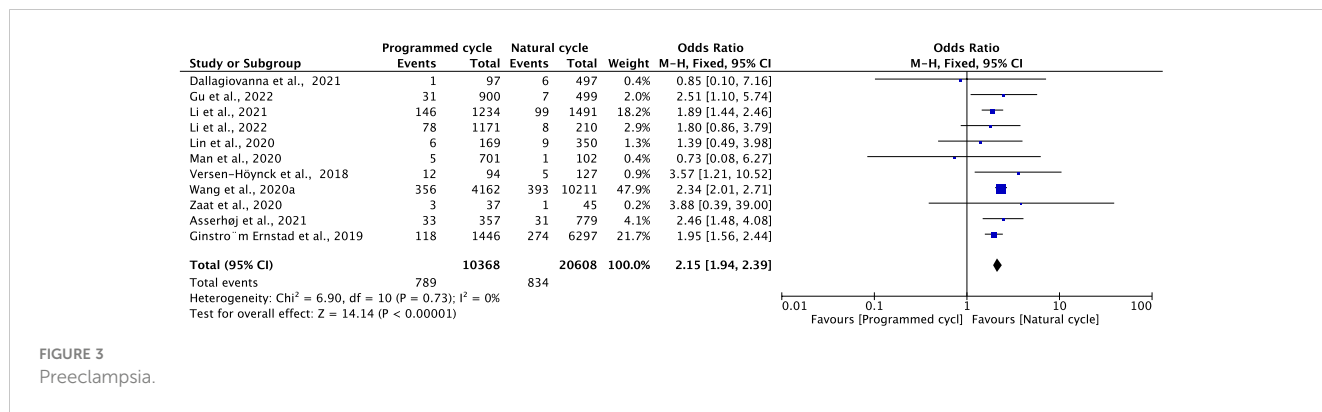 Programmed cycle Natural cycle Odds Ratio Odds Ratio
Study or Subgroup Events Total Events Total Weight M-H, Fixed, 95% CI M-H, Fixed, 95% CI
Dallagiovanna et al., 2021 1 97 6 497 0.4% 0.85 [0.10, 7.16]
Gu et al., 2022 31 900 7 499 2.0% 2.51 [1.10, 5.74]
Li et al., 2021 146 1234 99 1491 18.2% 1.89 [1.44, 2.46]
Li et al., 2022 78 1171 8 210 2.9% 1.80 [0.86, 3.79]
Lin et al., 2020 6 169 9 350 1.3% 1.39 [0.49, 3.98]
Man et al., 2020 5 701 1 102 0.4% 0.73 [0.08, 6.27]
Versen-Höynck et al., 2018 12 94 5 127 0.9% 3.57 [1.21, 10.52]
Wang et al., 2020a 356 4162 393 10211 47.9% 2.34 [2.01, 2.71]
Zaat et al., 2020 3 37 1 45 0.2% 3.88 [0.39, 39.00]
Asserhøj et al., 2021 33 357 31 779 4.1% 2.46 [1.48, 4.08]
Ginstro¨m Ernstad et al., 2019 118 1446 274 6297 21.7% 1.95 [1.56, 2.44]
Total (95% CI) 10368 20608 100.0% 2.15 [1.94, 2.39]
Total events 789 834
Heterogeneity: Chi² = 6.90, df = 10 (P = 0.73); I² = 0%
Test for overall effect: Z = 14.14 (P < 0.00001)
0.01 0.1 1 10 100
Favours [Programmed cycl] Favours [Natural cycle]
FIGURE 3
Preeclampsia.